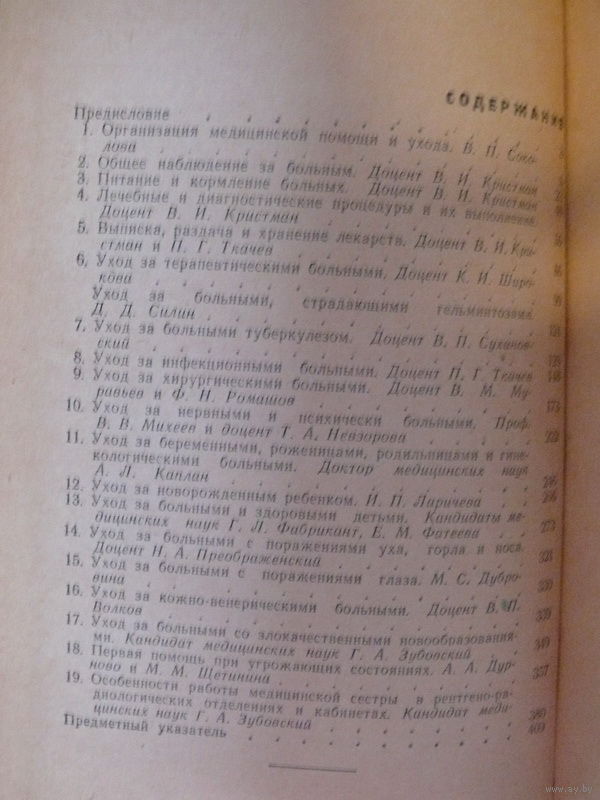 СОДЕРЖАНИЕ
Предисловие
1. Организация медицинской помощи и ухода. В. П. Соко-
лова
2. Общее наблюдение за больным. Доцент В. И. Кристман
3. Питание и кормление больных. Доцент В. И. Кристман
4. Лечебные и диагностические процедуры и их выполнение.
Доцент В. И. Кристман
5. Выписка, раздача и хранение лекарств. Доцент В. И. Кри-
стман и П. Г. Ткачев
6. Уход за терапевтическими больными. Доцент К. И. Широ-
кова
Уход за больными, страдающими гельминтозами.
Д. Д. Силин
7. Уход за больными туберкулезом. Доцент В. П. Суханов-
ский
8. Уход за инфекционными больными. Доцент П. Г. Ткачев
9. Уход за хирургическими больными. Доцент В. М. Му-
равьев и Ф. Н. Ромашов
10. Уход за нервными и психически больными. Проф.
В. В. Михеев и доцент Т. А. Невзорова
11. Уход за беременными, роженицами, родильницами и гине-
кологическими больными. Доктор медицинских наук
А. Л. Каплан
12. Уход за новорожденным ребенком. И. П. Ларичева
13. Уход за больными и здоровыми детьми. Кандидаты ме-
дицинских наук Г. Л. Фабрикант, Е. М. Фатеева 273
14. Уход за больными с поражениями уха, горла и носа.
Доцент Н. А. Преображенский
15. Уход за больными с поражениями глаза. М. С. Дубро-
вина
16. Уход за кожно-венерическими больными. Доцент В. П.
Волков
17. Уход за больными со злокачественными новообразования-
ми. Кандидат медицинских наук Г. А. Зубовский
18. Первая помощь при угрожающих состояниях. А. А. Дур-
ново и М. М. Щетинина 357
19. Особенности работы медицинской сестры в рентгено-ра-
диологических отделениях и кабинетах. Кандидат меди-
цинских наук Г. А. Зубовский
Предметный указатель
www.ay.by